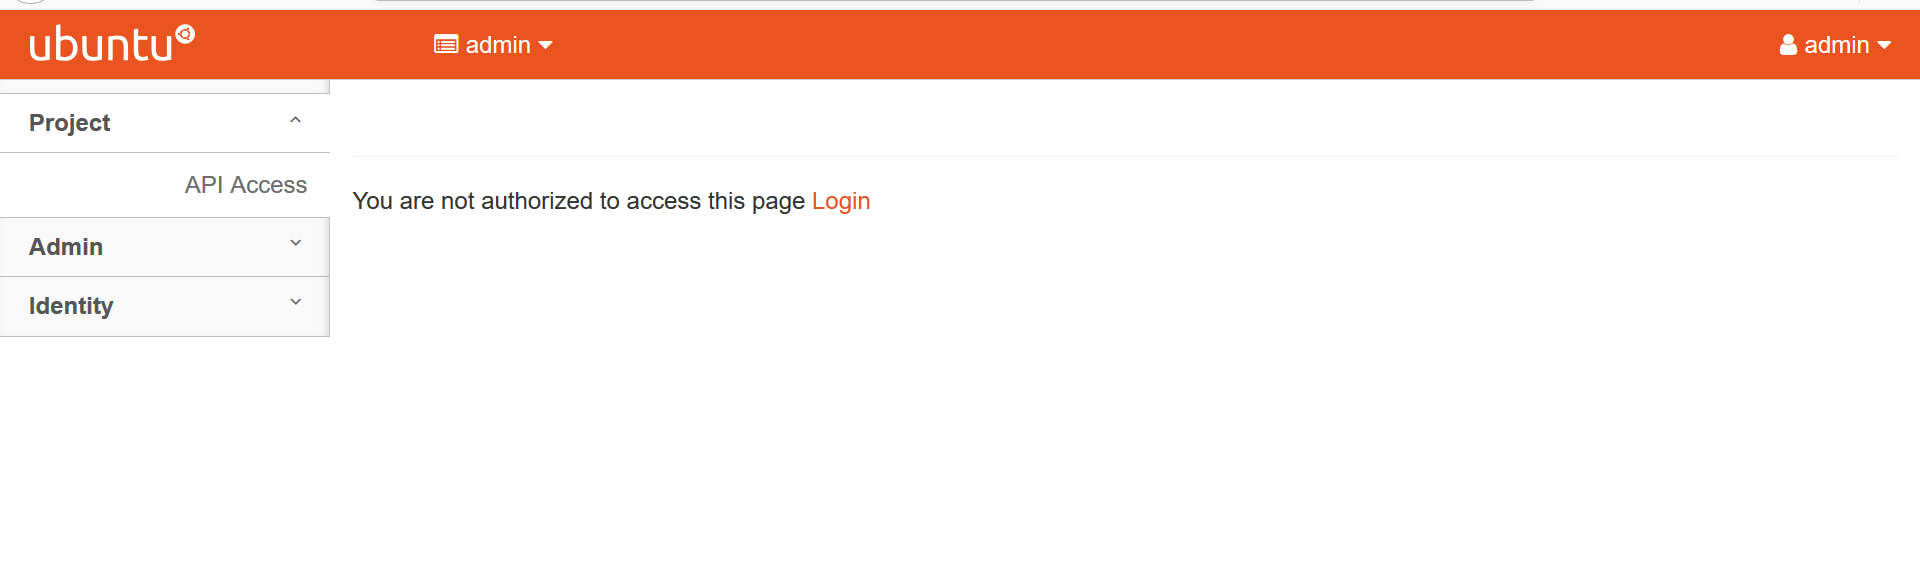 ubuntu admin admin
Project
API Access
You are not authorized to access this page Login
Admin
Identity